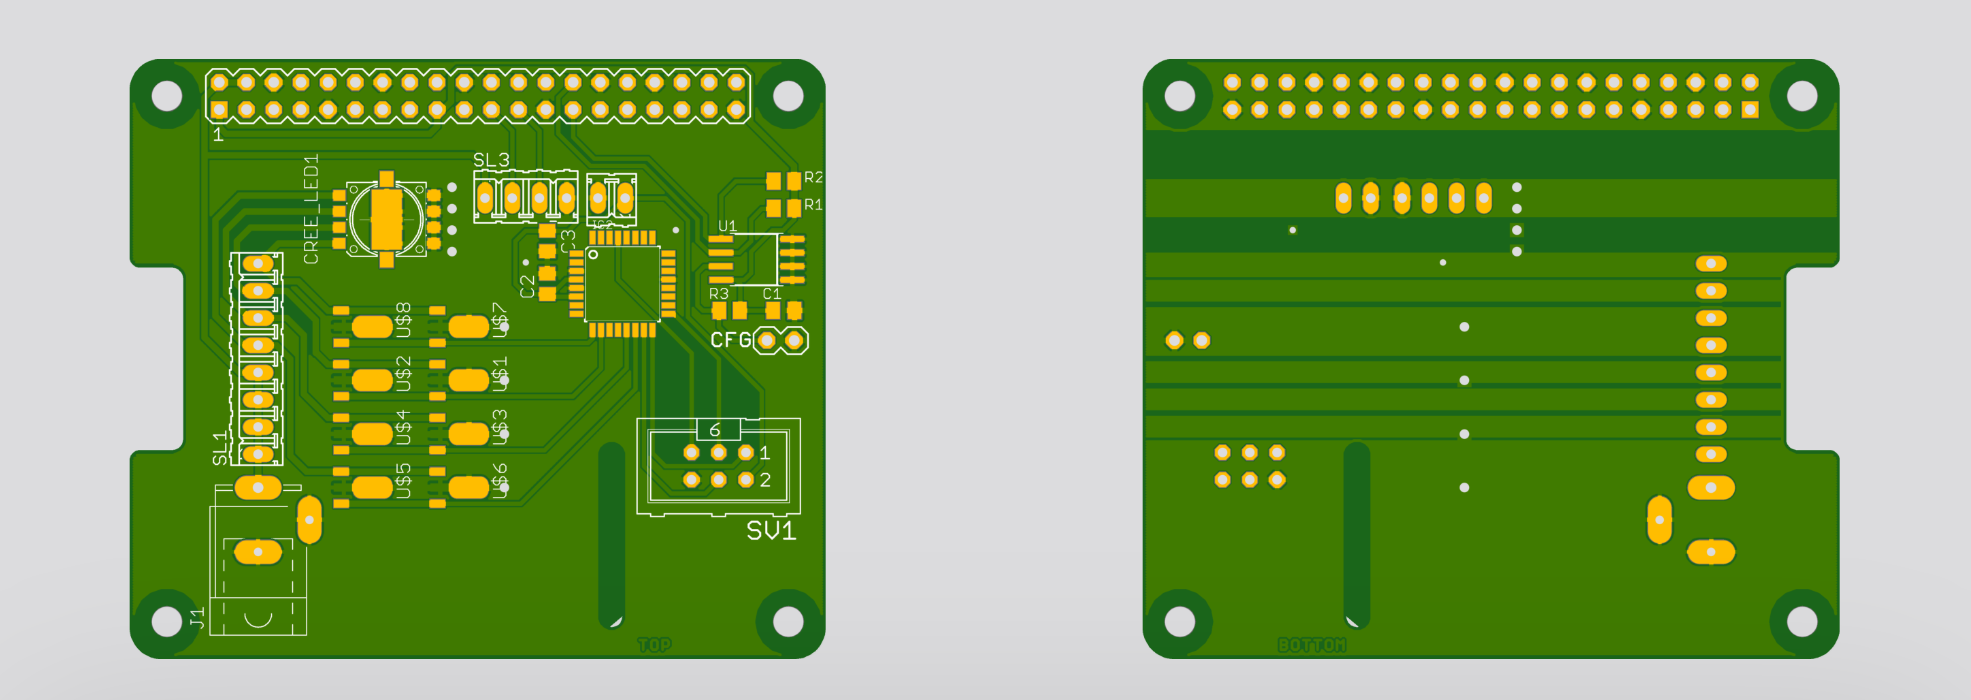 1
SL3
CREE_LED1
R2
R1
IC2
U1
C3
C2
R3
C1
CFG
U$8
U$7
U$2
U$1
U$4
U$3
U$5
U$6
SL1
6
1
2
SV1
J1
TOP
BOTTOM